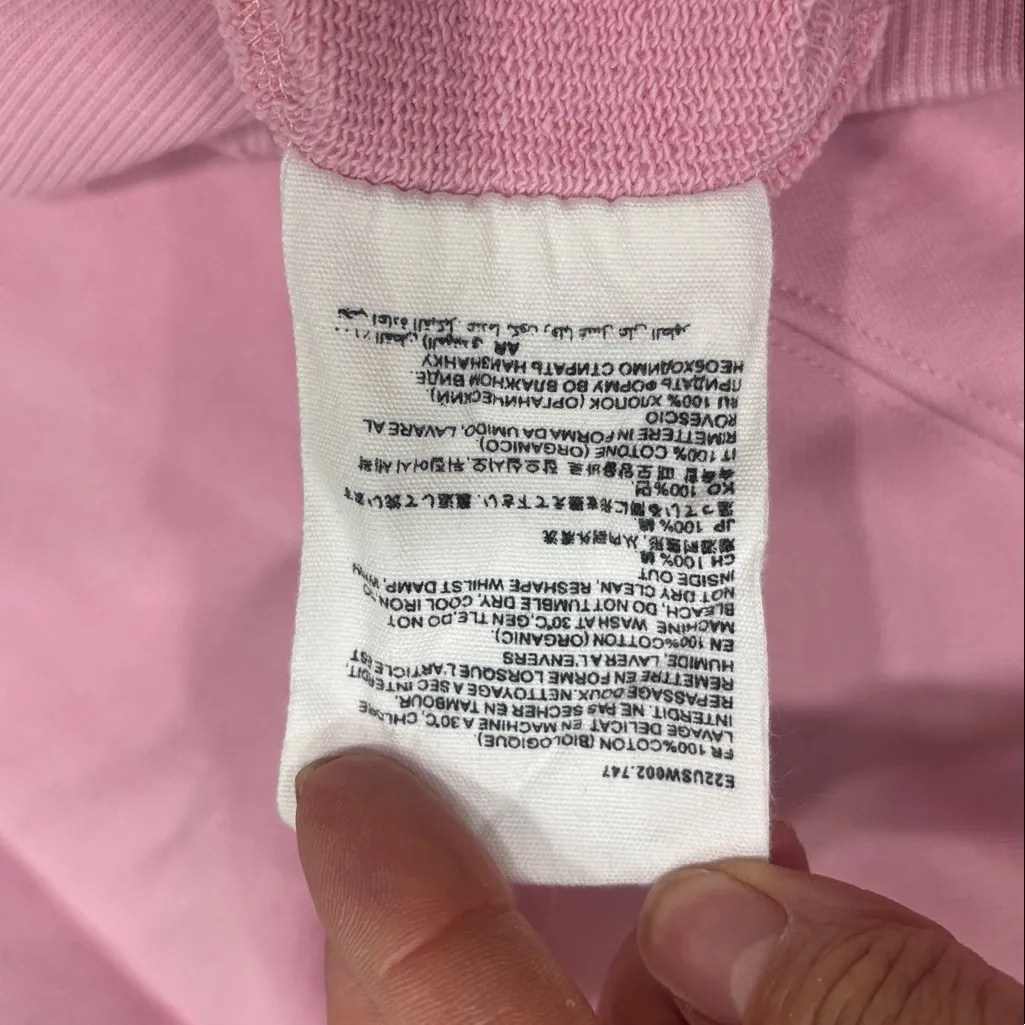 E22USW002.747
FR 100%COTON (BIOLOGIQUE).
LAVAGE DELICAT EN MACHINE A 30°C, CHLORE
INTERDIT. NE PAS SECHER EN TAMBOUR.
REPASSAGE DOUX. NETTOYAGE A SEC INTERDIT.
REMETTRE EN FORME LORSQUE L'ARTICLE EST
HUMIDE, LAVER A L'ENVERS
EN 100%COTTON (ORGANIC).
MACHINE WASH AT 30°C, GENTLE. DO NOT
BLEACH, DO NOT TUMBLE DRY, COOL IRON, DO
NOT DRY CLEAN, RESHAPE WHILST DAMP, WASH
INSIDE OUT
CH 100% 棉
JP 100% 綿.
KO 100%면.
IT 100% COTONE (ORGANICO).
RIMETTERE IN FORMA DA UMIDO, LAVARE AL
ROVESCIO
RU 100% ХЛОПОК (ОРГАНИЧЕСКИЙ).
ПРИДАТЬ ФОРМУ ВО ВЛАЖНОМ ВИДЕ.
НЕОБХОДИМО СТИРАТЬ НАИЗНАНКУ
AR